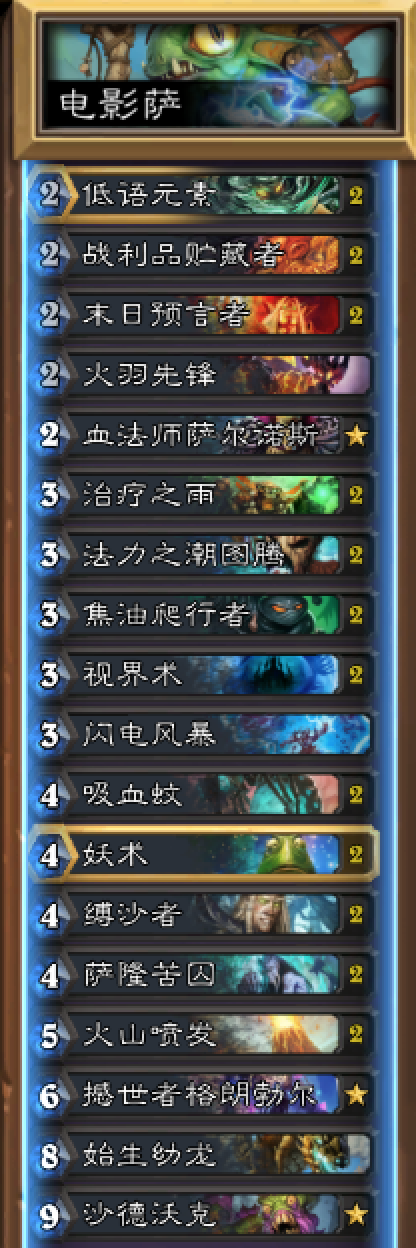 电影萨
2 低语元素 2
2 战利品贮藏者 2
2 末日预言者 2
2 火羽先锋
2 血法师萨尔诺斯
3 治疗之雨 2
3 法力之潮图腾 2
3 焦油爬行者 2
3 视界术 2
3 闪电风暴
4 吸血蚊 2
4 妖术 2
4 缚沙者 2
4 萨隆苦囚 2
5 火山喷发 2
6 撼世者格朗勃尔
8 始生幼龙
9 沙德沃克